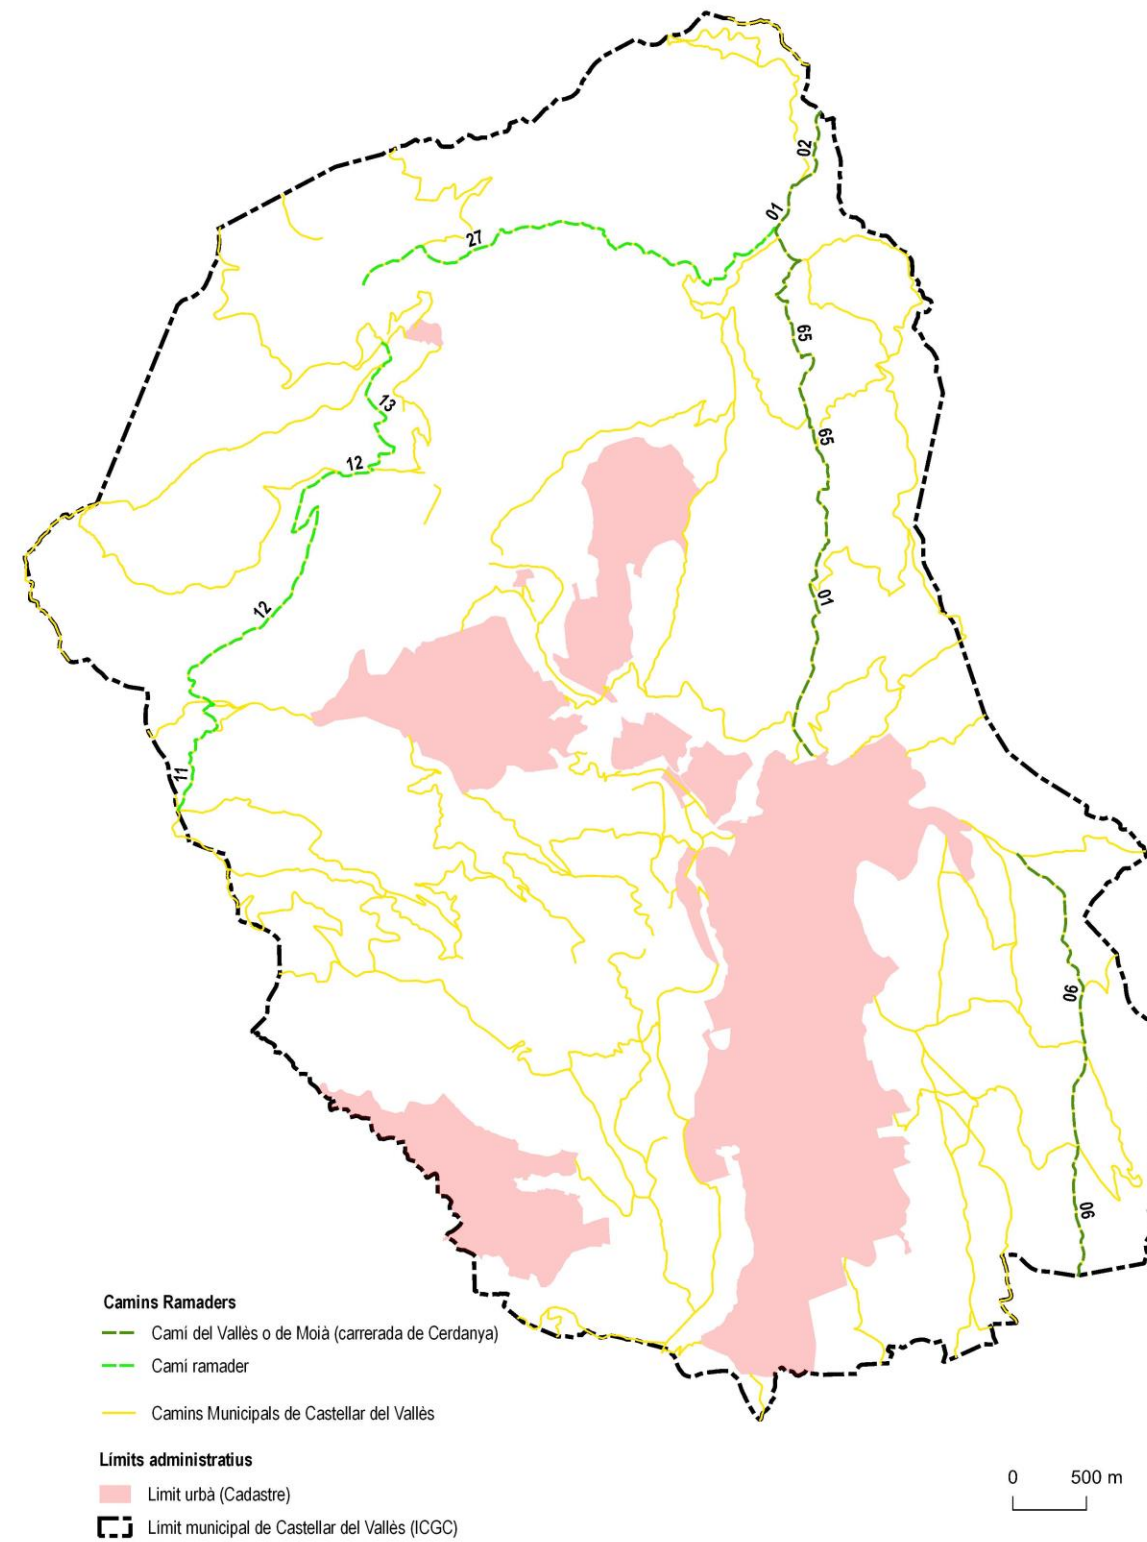 02
01
27
65
13
65
12
01
12
11
06
06
Camins Ramaders
Camí del Vallès o de Moià (carrerada de Cerdanya)
Camí ramader
Camins Municipals de Castellar del Vallès
Límits administratius
Limit urbà (Cadastre)
Limit municipal de Castellar del Vallès (ICGC)
0 500 m